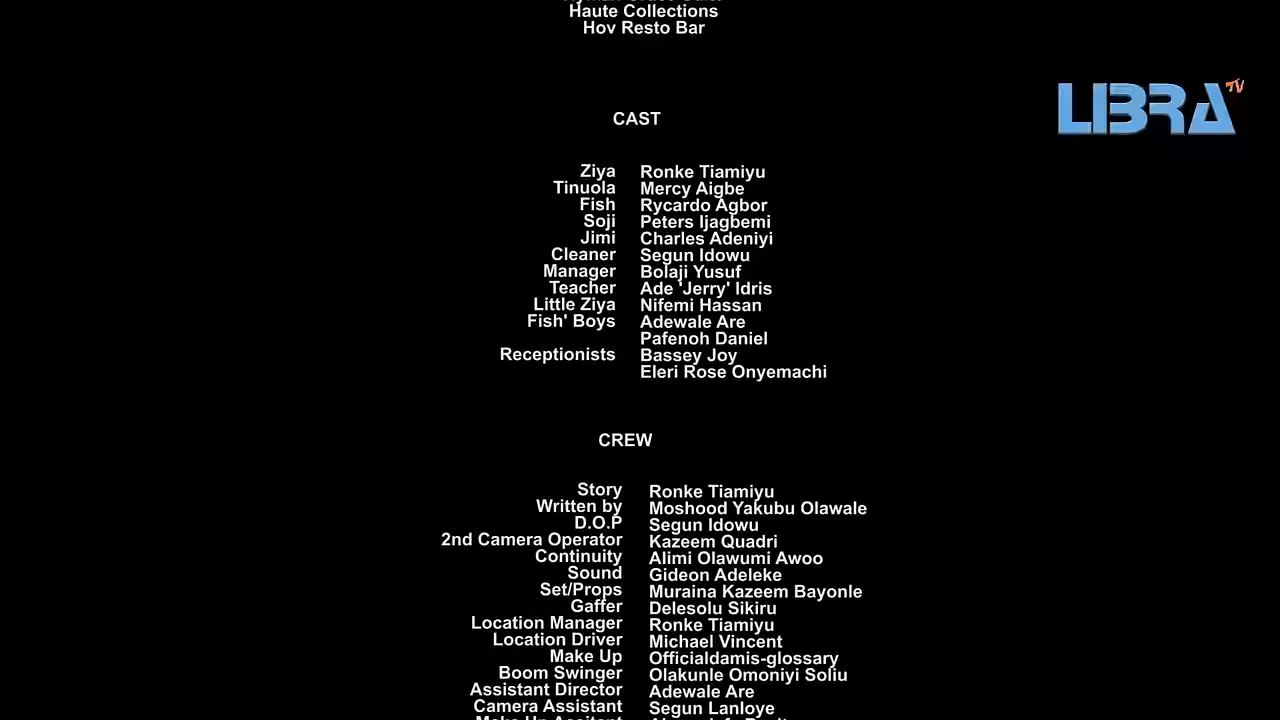 Haute Collections
Hov Resto Bar
LIBRA TV
CAST
Ziya Ronke Tiamiyu
Tinuola Mercy Aigbe
Fish Rycardo Agbor
Soji Peters Ijagbemi
Jimi Charles Adeniyi
Cleaner Segun Idowu
Manager Bolaji Yusuf
Teacher Ade 'Jerry' Idris
Little Ziya Nifemi Hassan
Fish' Boys Adewale Are
Pafenoh Daniel
Receptionists Bassey Joy
Eleri Rose Onyemachi
CREW
Story Ronke Tiamiyu
Written by Moshood Yakubu Olawale
D.O.P Segun Idowu
2nd Camera Operator Kazeem Quadri
Continuity Alimi Olawumi Awoo
Sound Gideon Adeleke
Set/Props Muraina Kazeem Bayonle
Gaffer Delesolu Sikiru
Location Manager Ronke Tiamiyu
Location Driver Michael Vincent
Make Up Officialdamis-glossary
Boom Swinger Olakunle Omoniyi Soliu
Assistant Director Adewale Are
Camera Assistant Segun Lanloye